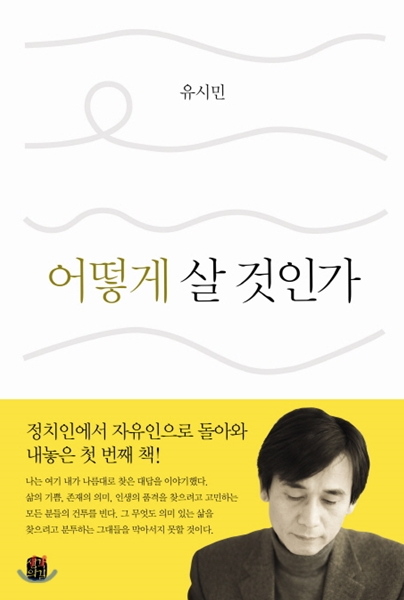 유시민
어떻게 살 것인가
정치인에서 자유인으로 돌아와
내놓은 첫 번째 책!
나는 여기 내가 나름대로 찾은 대답을 이야기했다.
삶의 기쁨, 존재의 의미, 인생의 품격을 찾으려고 고민하는
모든 분들의 건투를 빈다. 그 무엇도 의미 있는 삶을
찾으려고 분투하는 그대들을 막아서지 못할 것이다.
생각
의길